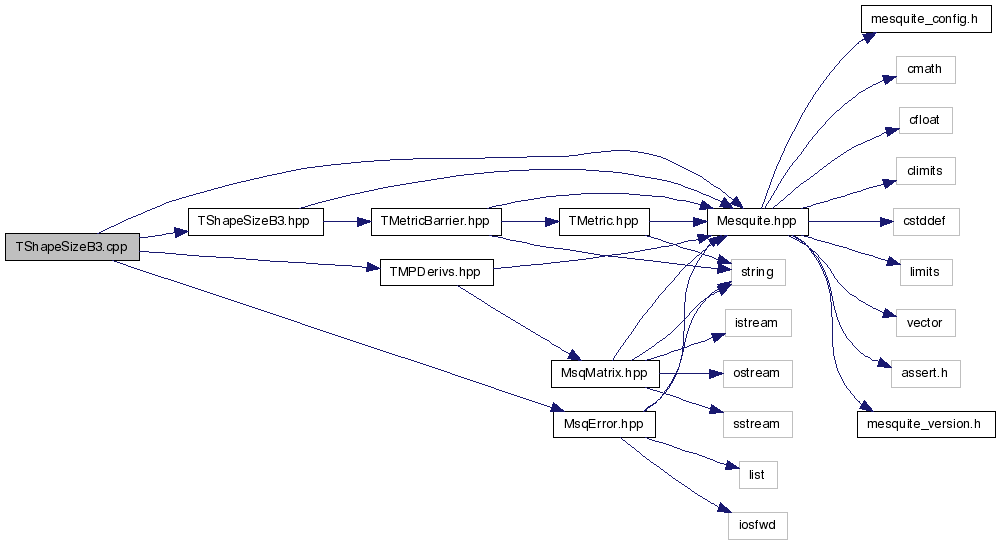 mesquite_config.h
cmath
cfloat
climits
TShapeSizeB3.hpp
TMetricBarrier.hpp
TMetric.hpp
Mesquite.hpp
cstddef
TShapeSizeB3.cpp
TMPDerivs.hpp
string
limits
istream
vector
MsqMatrix.hpp
ostream
assert.h
MsqError.hpp
sstream
mesquite_version.h
list
iosfwd